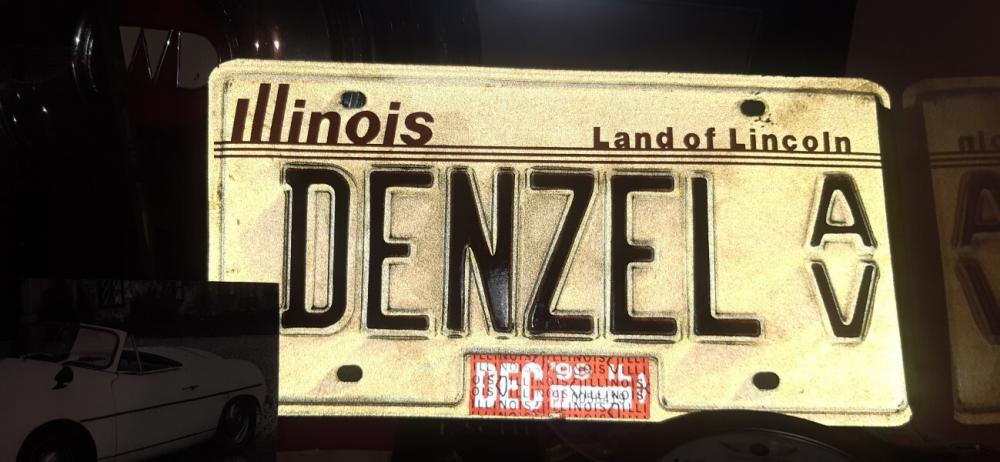 Illinois Land of Lincoln
DENZEL AV
DEC '99